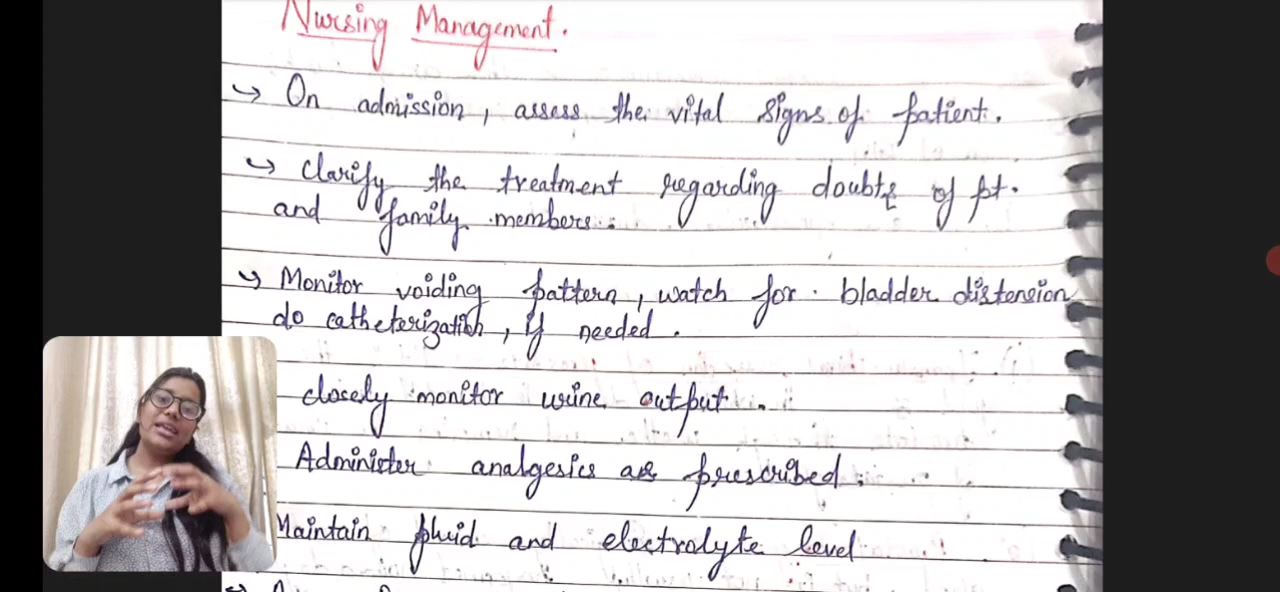 Nursing Management.
→ On admission, assess the vital signs of patient.
→ Clarify the treatment regarding doubts of pt.
and family members.
→ Monitor voiding pattern, watch for bladder distension
do catheterization, if needed.
closely monitor urine output.
Administer analgesics as prescribed.
Maintain fluid and electrolyte level